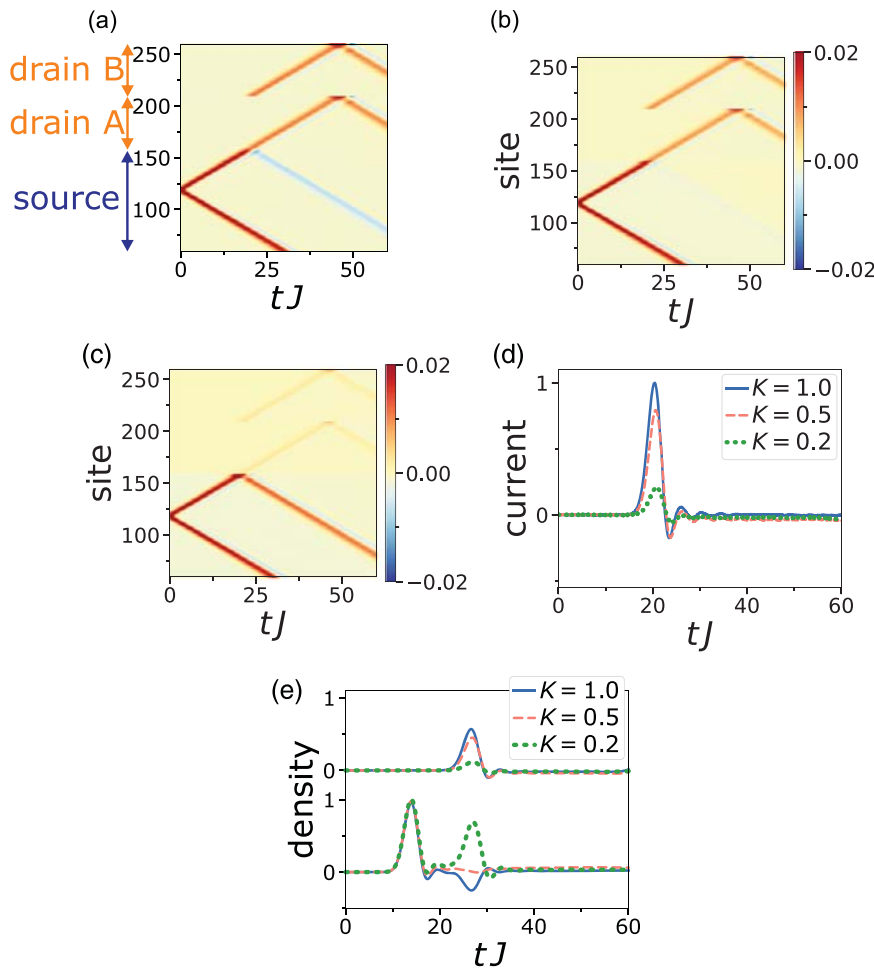 (a)
drain B
drain A
source
250
200
150
100
0
25
50
tJ
(b)
site
250
200
150
100
0
50
tJ
0.02
0.00
−0.02
(c)
site
250
200
150
100
0
50
tJ
0.02
0.00
−0.02
(d)
current
1
0
K = 1.0
K = 0.5
K = 0.2
0
20
40
60
tJ
(e)
density
1
0
1
0
K = 1.0
K = 0.5
K = 0.2
0
20
40
60
tJ